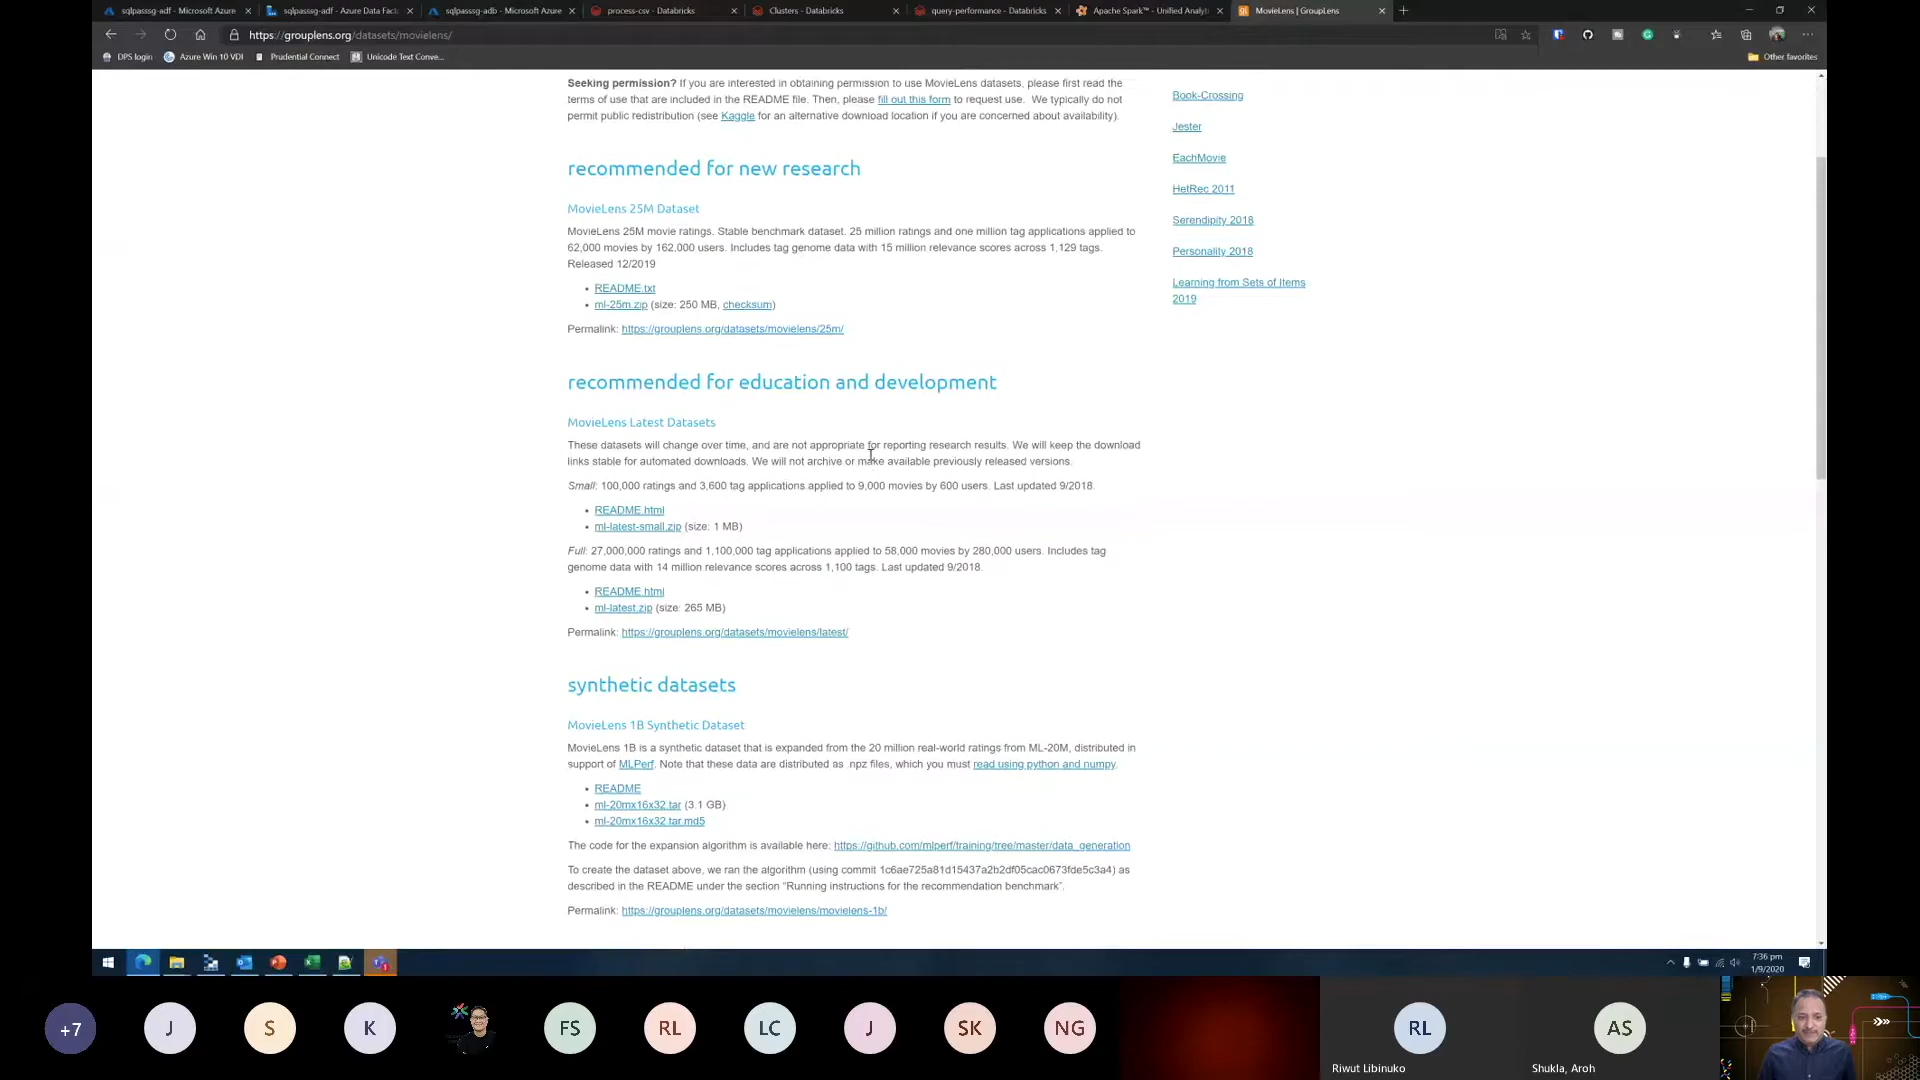 sqlpasssg-adf - Microsoft Azure
sqlpasssg-adf - Azure Data Fact
sqlpasssg-adb - Microsoft Azure
process-csv - Databricks
Clusters - Databricks
query-performance - Databricks
Apache Spark™ - Unified Analyt
MovieLens | GroupLens
https://grouplens.org/datasets/movielens/
DPS login
Azure Win 10 VDI
Prudential Connect
Unicode Text Conve...
Other favorites
Seeking permission? If you are interested in obtaining permission to use MovieLens datasets, please first read the
terms of use that are included in the README file. Then, please fill out this form to request use. We typically do not
permit public redistribution (see Kaggle for an alternative download location if you are concerned about availability).
recommended for new research
MovieLens 25M Dataset
MovieLens 25M movie ratings. Stable benchmark dataset. 25 million ratings and one million tag applications applied to
62,000 movies by 162,000 users. Includes tag genome data with 15 million relevance scores across 1,129 tags.
Released 12/2019
• README.txt
• ml-25m.zip (size: 250 MB, checksum)
Permalink: https://grouplens.org/datasets/movielens/25m/
recommended for education and development
MovieLens Latest Datasets
These datasets will change over time, and are not appropriate for reporting research results. We will keep the download
links stable for automated downloads. We will not archive or make available previously released versions.
Small: 100,000 ratings and 3,600 tag applications applied to 9,000 movies by 600 users. Last updated 9/2018.
• README.html
• ml-latest-small.zip (size: 1 MB)
Full: 27,000,000 ratings and 1,100,000 tag applications applied to 58,000 movies by 280,000 users. Includes tag
genome data with 14 million relevance scores across 1,100 tags. Last updated 9/2018.
• README.html
• ml-latest.zip (size: 265 MB)
Permalink: https://grouplens.org/datasets/movielens/latest/
synthetic datasets
MovieLens 1B Synthetic Dataset
MovieLens 1B is a synthetic dataset that is expanded from the 20 million real-world ratings from ML-20M, distributed in
support of MLPerf. Note that these data are distributed as .npz files, which you must read using python and numpy.
• README
• ml-20mx16x32.tar (3.1 GB)
• ml-20mx16x32.tar.md5
The code for the expansion algorithm is available here: https://github.com/mlperf/training/tree/master/data_generation
To create the dataset above, we ran the algorithm (using commit 1c6ae725a81d15437a2b2df05cac0673fde5c3a4) as
described in the README under the section “Running instructions for the recommendation benchmark”.
Permalink: https://grouplens.org/datasets/movielens/movielens-1b/
Book-Crossing
Jester
EachMovie
HetRec 2011
Serendipity 2018
Personality 2018
Learning from Sets of Items
2019
7:36 pm
1/9/2020
+7
J
S
K
FS
RL
LC
J
SK
NG
RL
AS
Riwut Libinuko
Shukla, Aroh